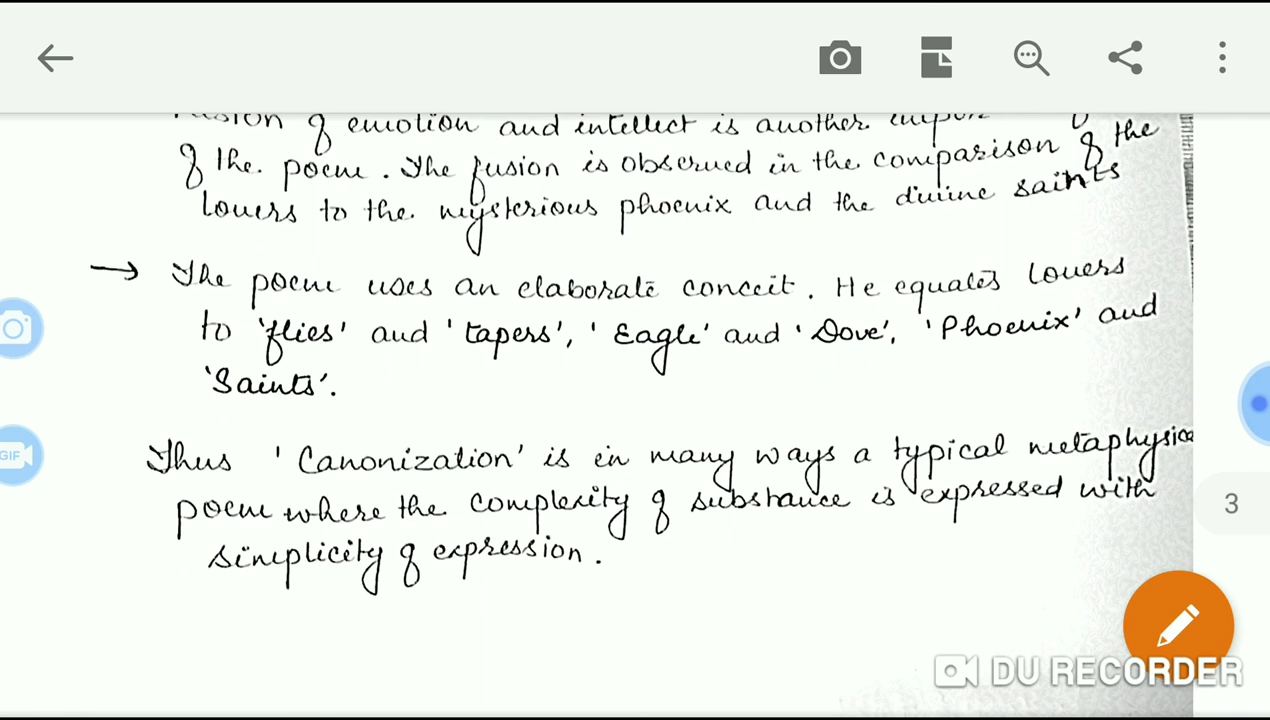 of emotion and intellect is another
of the poem. The fusion is observed in the comparison of the
lovers to the mysterious phoenix and the divine saints
→ The poem uses an elaborate conceit. He equates lovers
to 'flies' and 'tapers', 'Eagle' and 'Dove', 'Phoenix' and
'Saints'.
Thus 'Canonization' is in many ways a typical metaphysica
poem where the complexity of substance is expressed with
simplicity of expression.
GIF
3
DU RECORDER